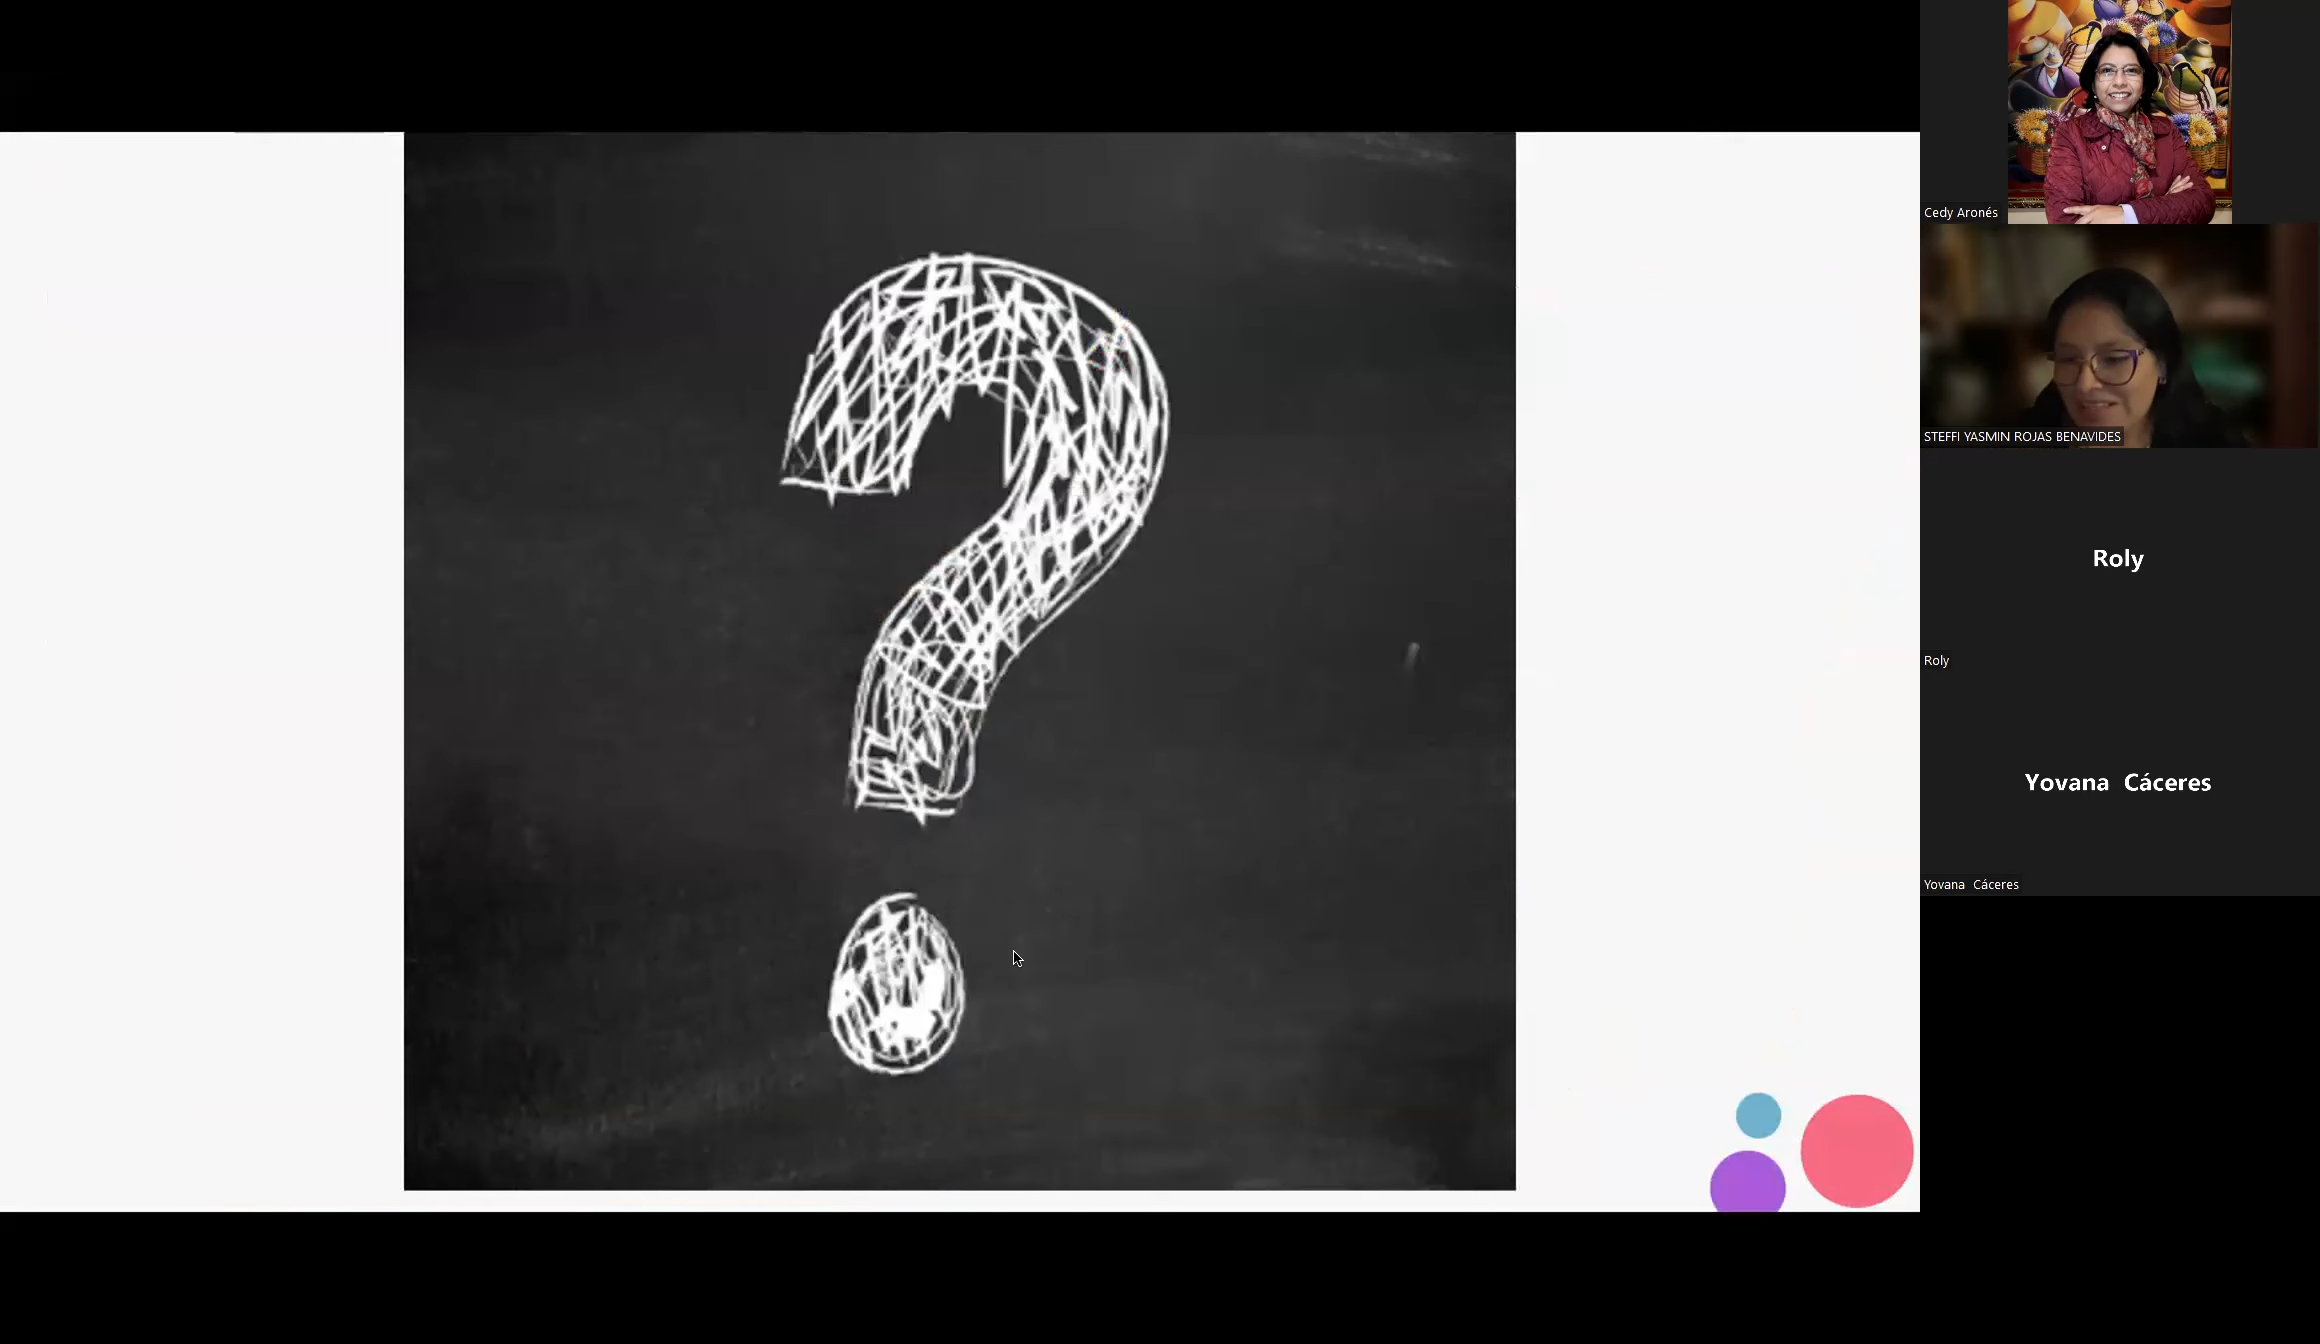 ?
Cedy Aronés
STEFFI YASMIN ROJAS BENAVIDES
Roly
Roly
Yovana  Cáceres
Yovana  Cáceres